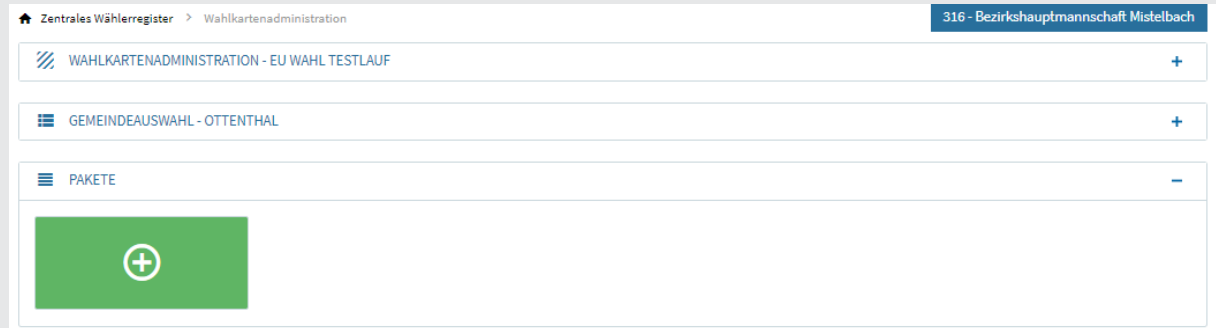 Zentrales Wählerregister > Wahlkartenadministration
316 - Bezirkshauptmannschaft Mistelbach
WAHLKARTENADMINISTRATION - EU WAHL TESTLAUF
GEMEINDEAUSWAHL - OTTENTHAL
PAKETE